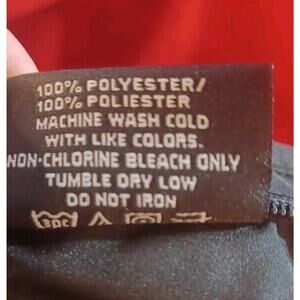 100% POLYESTER/
100% POLIESTER
MACHINE WASH COLD
WITH LIKE COLORS.
NON-CHLORINE BLEACH ONLY
TUMBLE DRY LOW
DO NOT IRON
30C